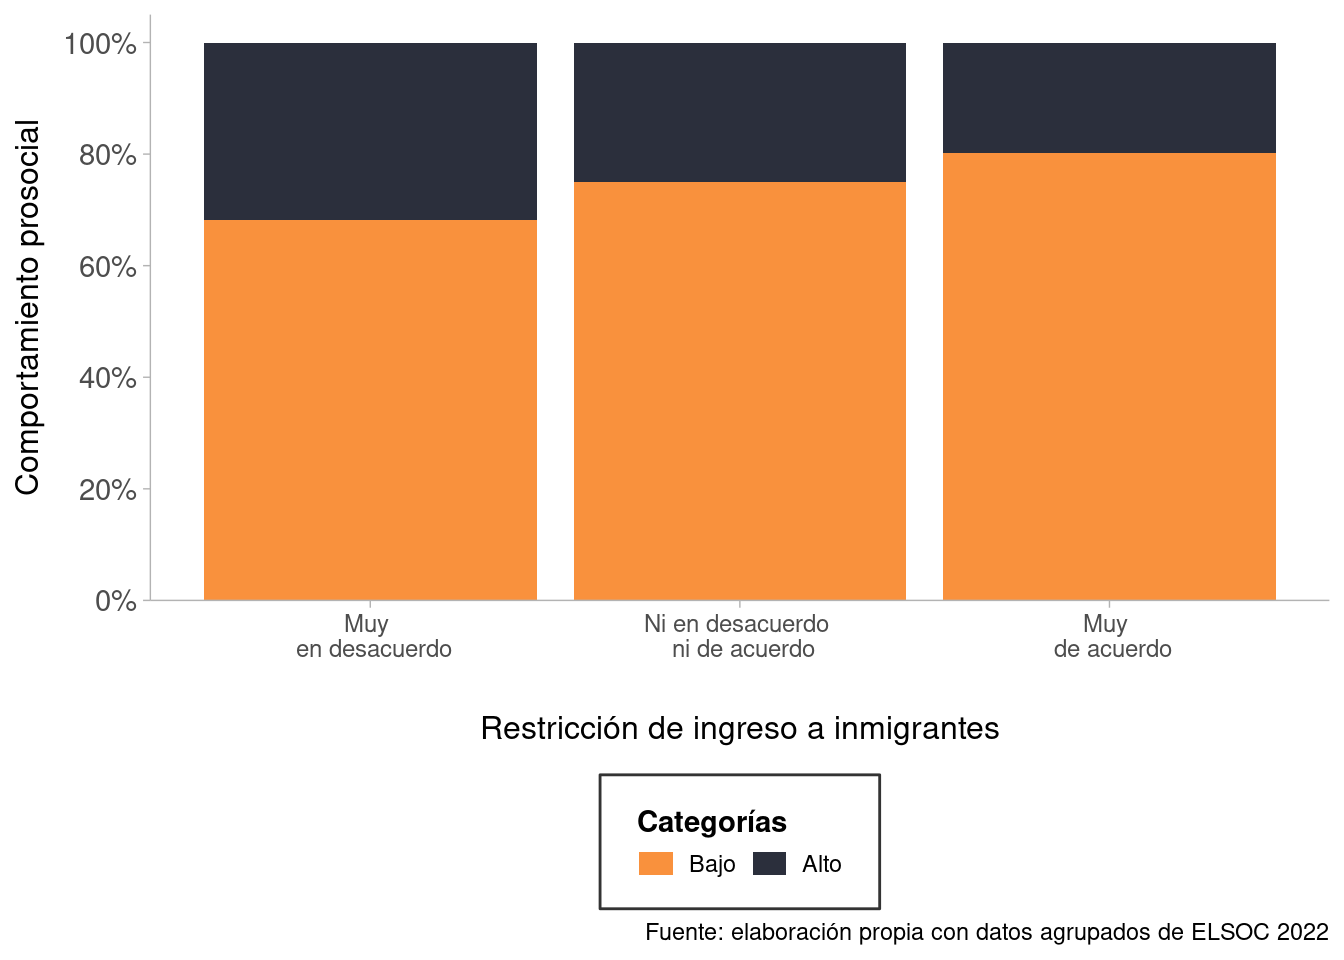 100%
80%
60%
40%
20%
0%
Comportamiento prosocial
Muy
en desacuerdo
Ni en desacuerdo
ni de acuerdo
Muy
de acuerdo
Restricción de ingreso a inmigrantes
Categorías
Bajo Alto
Fuente: elaboración propia con datos agrupados de ELSOC 2022